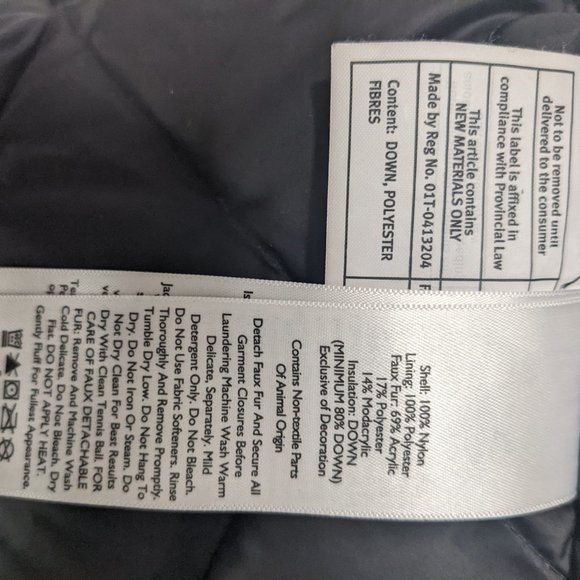 Not to be removed until
delivered to the consumer
This label is affixed in
compliance with Provincial Law
This article contains
NEW MATERIALS ONLY
Made by Reg No. 01T-0413204
Content: DOWN, POLYESTER
FIBRES
Shell: 100% Nylon
Lining: 100% Polyester
Faux Fur: 69% Acrylic
17% Polyester
14% Modacrylic
Insulation: DOWN
(MINIMUM 80% DOWN)
Exclusive of Decoration
Contains Non-textile Parts
Of Animal Origin
Detach Faux Fur And Secure All
Garment Closures Before
Laundering Machine Wash Warm
Delicate, Separately. Mild
Detergent Only. Do Not Bleach.
Do Not Use Fabric Softeners. Rinse
Thoroughly And Remove Promptly.
Tumble Dry Low. Do Not Hang To
Dry. Do Not Iron Or Steam. Do
Not Dry Clean For Best Results
Dry With Clean Tennis Ball. FOR
CARE OF FAUX DETACHABLE
FUR: Remove And Machine Wash
Cold Delicate. Do Not Bleach. Dry
Flat. DO NOT APPLY HEAT.
Gently Fluff For Fullest Appearance.